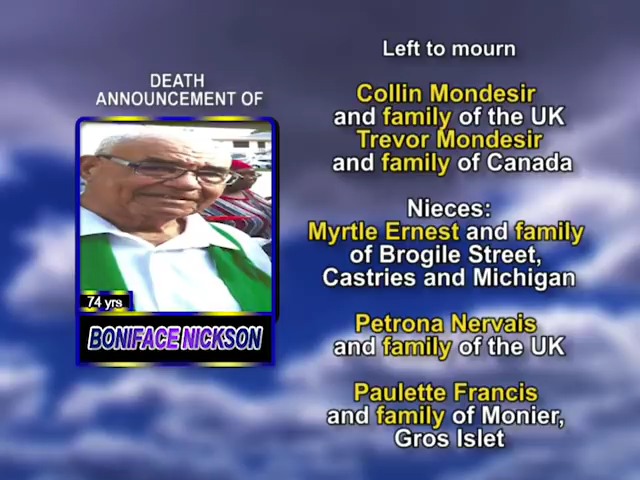 DEATH
ANNOUNCEMENT OF
74 yrs
BONIFACE NICKSON
Left to mourn
Collin Mondesir
and family of the UK
Trevor Mondesir
and family of Canada
Nieces:
Myrtle Ernest and family
of Brogile Street,
Castries and Michigan
Petrona Nervais
and family of the UK
Paulette Francis
and family of Monier,
Gros Islet